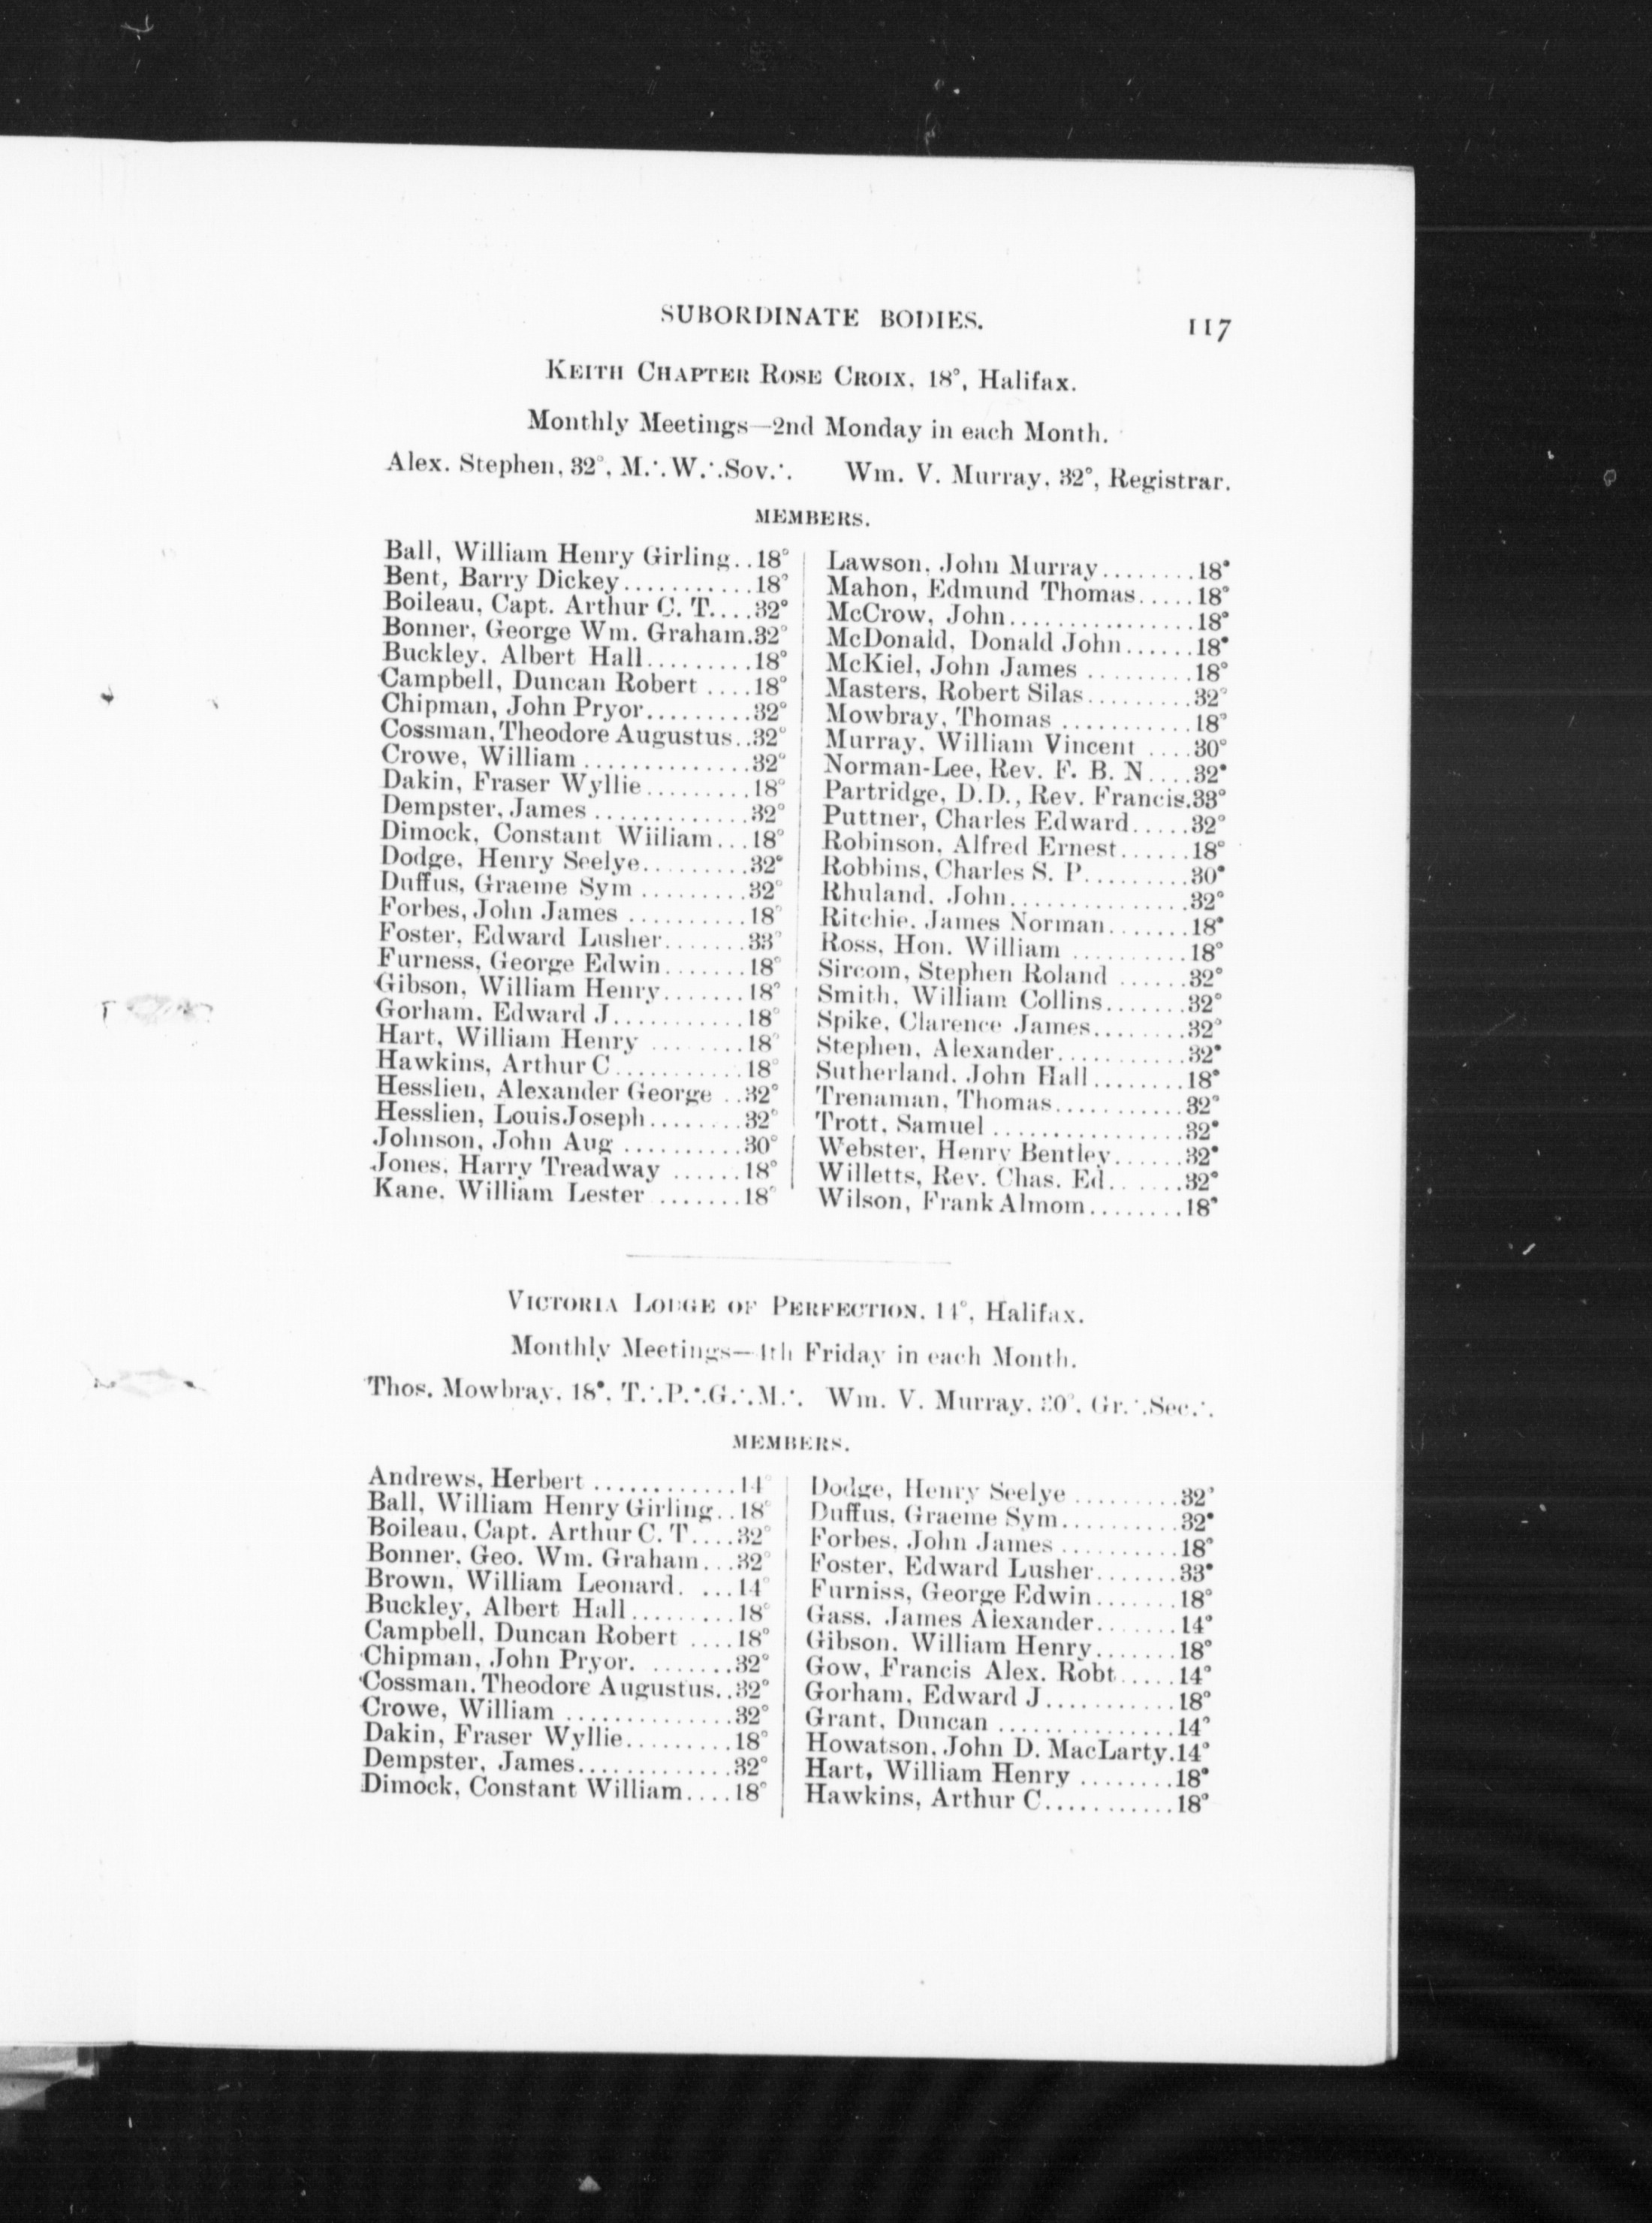 SUBORDINATE BODIES. 117
KEITH CHAPTER ROSE CROIX, 18°, Halifax.
Monthly Meetings—2nd Monday in each Month.
Alex. Stephen, 32°, M.∴W.∴Sov.∴ Wm. V. Murray, 32°, Registrar.
MEMBERS.
Ball, William Henry Girling..18°
Bent, Barry Dickey...........18°
Boileau, Capt. Arthur C. T....32°
Bonner, George Wm. Graham.32°
Buckley, Albert Hall.........18°
Campbell, Duncan Robert ....18°
Chipman, John Pryor.........32°
Cossman, Theodore Augustus..32°
Crowe, William ..............32°
Dakin, Fraser Wyllie.........18°
Dempster, James .............32°
Dimock, Constant Wiiliam...18°
Dodge, Henry Seelye.........32°
Duffus, Graeme Sym .........32°
Forbes, John James ..........18°
Foster, Edward Lusher.......33°
Furness, George Edwin.......18°
Gibson, William Henry.......18°
Gorham, Edward J...........18°
Hart, William Henry ........18°
Hawkins, Arthur C...........18°
Hesslien, Alexander George ..32°
Hesslien, Louis Joseph........32°
Johnson, John Aug ..........30°
Jones, Harry Treadway ......18°
Kane, William Lester .......18°
Lawson, John Murray........18°
Mahon, Edmund Thomas.....18°
McCrow, John................18°
McDonald, Donald John......18°
McKiel, John James .........18°
Masters, Robert Silas.........32°
Mowbray, Thomas ...........18°
Murray, William Vincent ....30°
Norman-Lee, Rev. F. B. N....32°
Partridge, D.D., Rev. Francis.33°
Puttner, Charles Edward.....32°
Robinson, Alfred Ernest......18°
Robbins, Charles S. P.........30°
Rhuland, John...............32°
Ritchie, James Norman.......18°
Ross, Hon. William ..........18°
Sircom, Stephen Roland ......32°
Smith, William Collins.......32°
Spike, Clarence James........32°
Stephen, Alexander...........32°
Sutherland, John Hall........18°
Trenaman, Thomas...........32°
Trott, Samuel ................32°
Webster, Henry Bentley......32°
Willetts, Rev. Chas. Ed.......32°
Wilson, Frank Almom........18°
VICTORIA LODGE OF PERFECTION, 14°, Halifax.
Monthly Meetings—4th Friday in each Month.
Thos. Mowbray, 18°, T.∴P.∴G.∴M.∴ Wm. V. Murray, 30°, Gr.∴Sec.∴
MEMBERS.
Andrews, Herbert ............14°
Ball, William Henry Girling..18°
Boileau, Capt. Arthur C. T....32°
Bonner, Geo. Wm. Graham...32°
Brown, William Leonard. ...14°
Buckley, Albert Hall.........18°
Campbell, Duncan Robert ....18°
Chipman, John Pryor. .......32°
Cossman, Theodore Augustus..32°
Crowe, William ..............32°
Dakin, Fraser Wyllie.........18°
Dempster, James.............32°
Dimock, Constant William....18°
Dodge, Henry Seelye .........32°
Duffus, Graeme Sym..........32°
Forbes, John James ..........18°
Foster, Edward Lusher.......33°
Furniss, George Edwin.......18°
Gass, James Alexander.......14°
Gibson, William Henry.......18°
Gow, Francis Alex. Robt.....14°
Gorham, Edward J...........18°
Grant, Duncan ...............14°
Howatson, John D. MacLarty.14°
Hart, William Henry ........18°
Hawkins, Arthur C...........18°